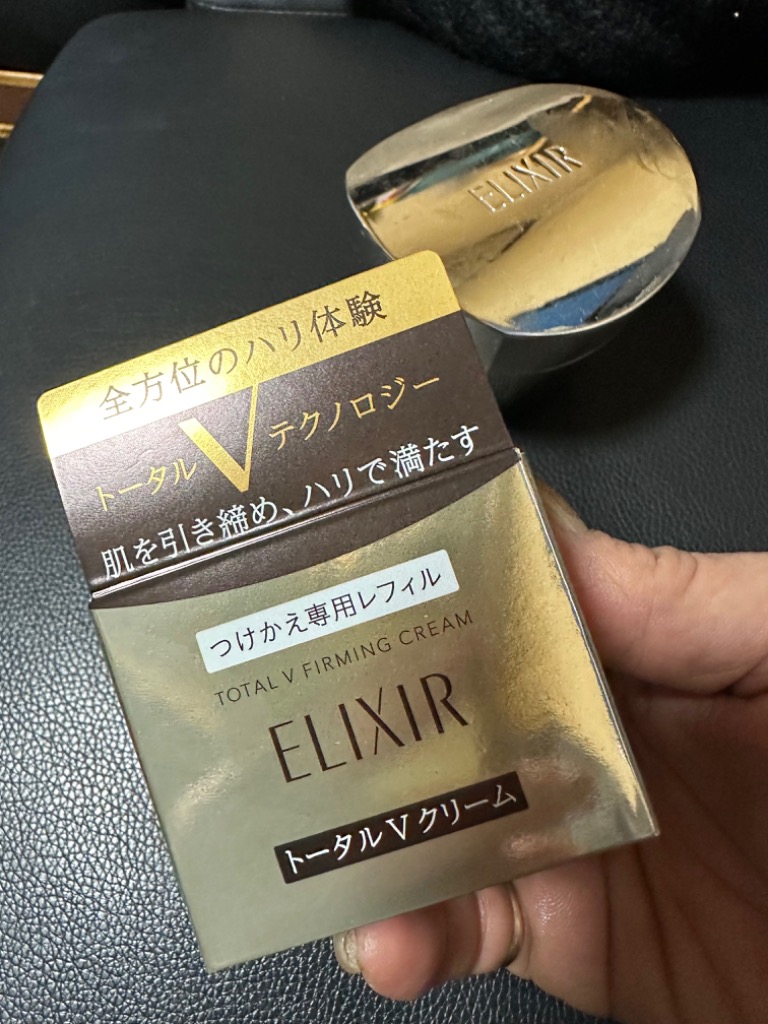 ELIXIR
全方位のハリ体験
トータルVテクノロジー
肌を引き締め、ハリで満たす
つけかえ専用レフィル
TOTAL V FIRMING CREAM
ELIXIR
トータルV クリーム